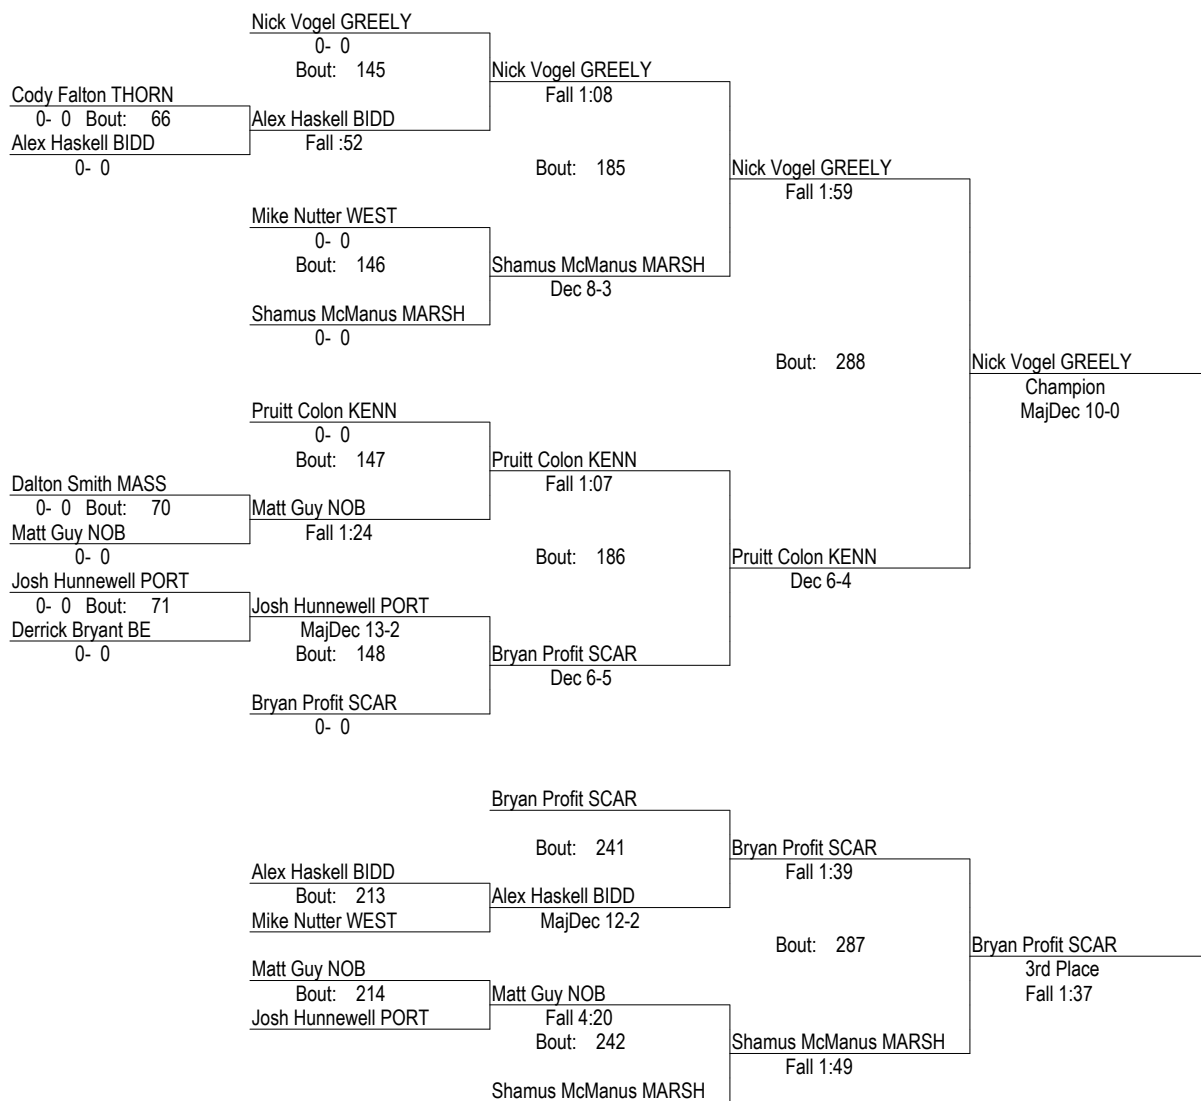 Nick Vogel GREELY
0- 0
Bout: 145
Nick Vogel GREELY
Fall 1:08
Cody Falton THORN
0- 0 Bout: 66
Alex Haskell BIDD
Fall :52
Alex Haskell BIDD
0- 0
Bout: 185
Nick Vogel GREELY
Fall 1:59
Mike Nutter WEST
0- 0
Bout: 146
Shamus McManus MARSH
Dec 8-3
Shamus McManus MARSH
0- 0
Bout: 288
Nick Vogel GREELY
Champion
MajDec 10-0
Pruitt Colon KENN
0- 0
Bout: 147
Pruitt Colon KENN
Fall 1:07
Dalton Smith MASS
0- 0 Bout: 70
Matt Guy NOB
Fall 1:24
Matt Guy NOB
0- 0
Bout: 186
Pruitt Colon KENN
Dec 6-4
Josh Hunnewell PORT
0- 0 Bout: 71
Josh Hunnewell PORT
MajDec 13-2
Derrick Bryant BE
0- 0
Bout: 148
Bryan Profit SCAR
Dec 6-5
Bryan Profit SCAR
0- 0
Bryan Profit SCAR
Bout: 241
Bryan Profit SCAR
Fall 1:39
Alex Haskell BIDD
Bout: 213
Alex Haskell BIDD
MajDec 12-2
Mike Nutter WEST
Bout: 287
Bryan Profit SCAR
3rd Place
Fall 1:37
Matt Guy NOB
Bout: 214
Matt Guy NOB
Fall 4:20
Josh Hunnewell PORT
Bout: 242
Shamus McManus MARSH
Fall 1:49
Shamus McManus MARSH